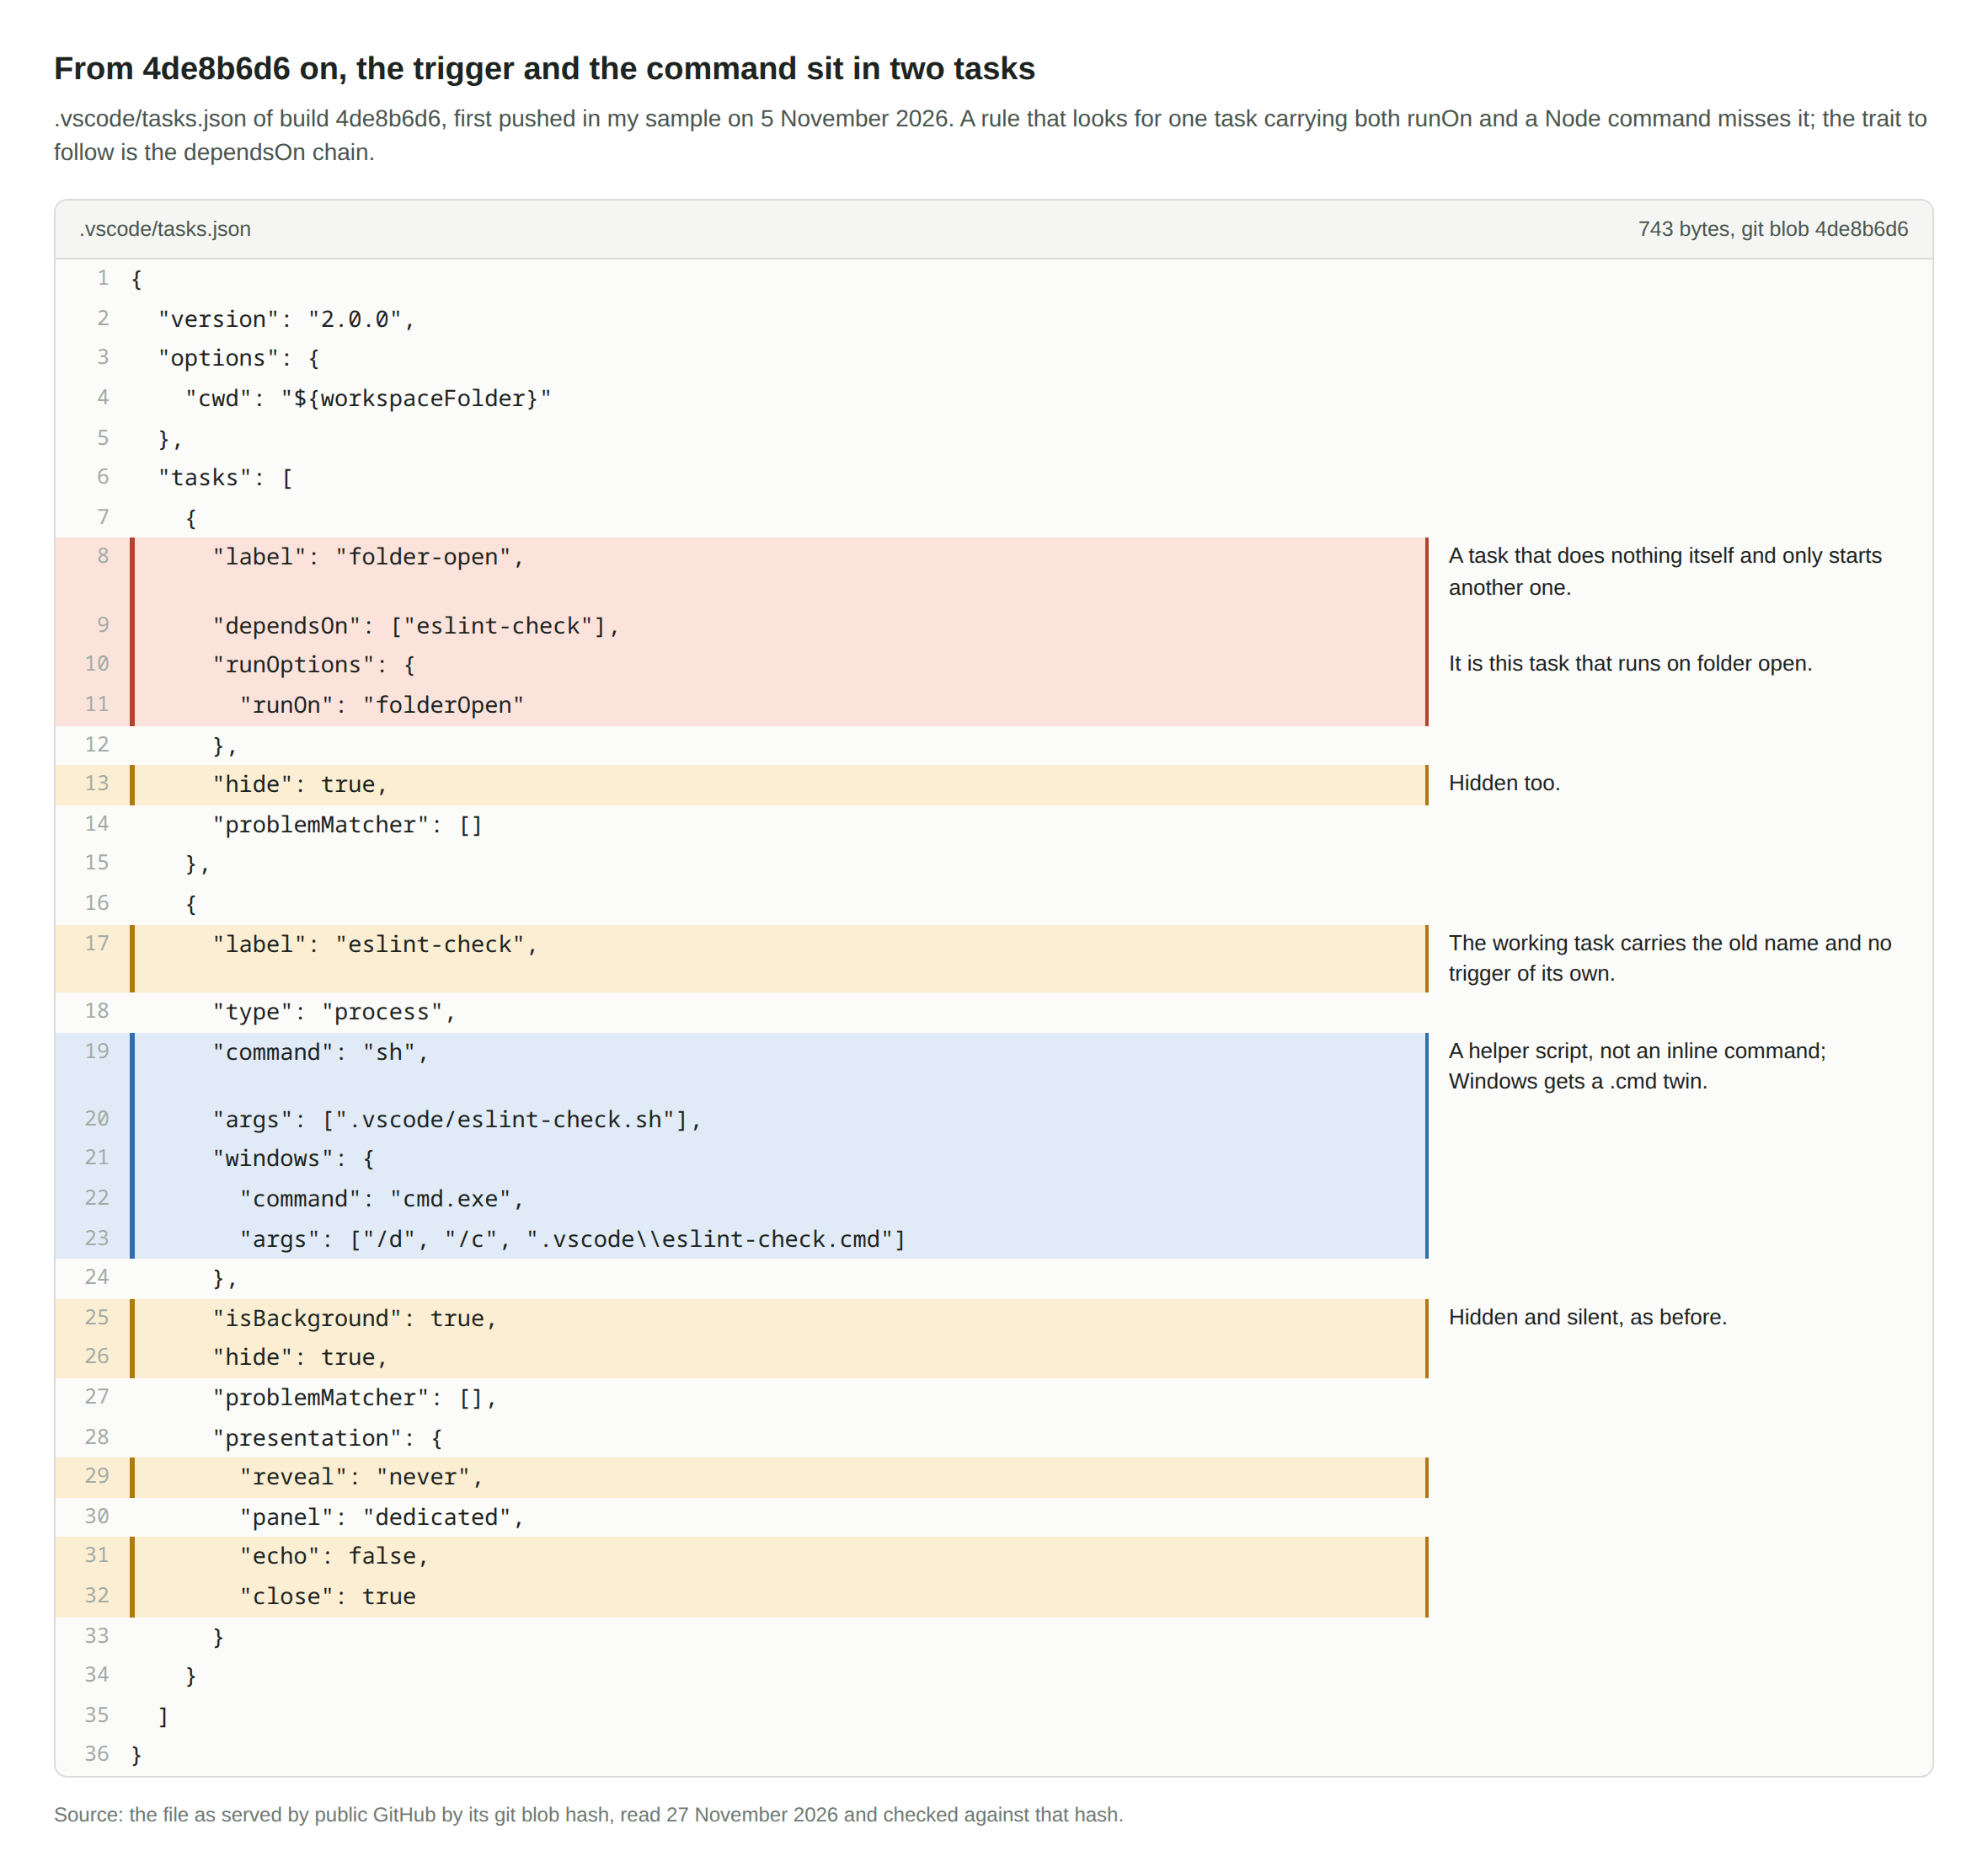 From 4de8b6d6 on, the trigger and the command sit in two tasks
.vscode/tasks.json of build 4de8b6d6, first pushed in my sample on 5 November 2026. A rule that looks for one task carrying both runOn and a Node command misses it; the trait to
follow is the dependsOn chain.
.vscode/tasks.json 743 bytes, git blob 4de8b6d6
1 {
2   "version": "2.0.0",
3   "options": {
4     "cwd": "${workspaceFolder}"
5   },
6   "tasks": [
7     {
8       "label": "folder-open", A task that does nothing itself and only starts
another one.
9       "dependsOn": ["eslint-check"],
10       "runOptions": { It is this task that runs on folder open.
11         "runOn": "folderOpen"
12       },
13       "hide": true, Hidden too.
14       "problemMatcher": []
15     },
16     {
17       "label": "eslint-check", The working task carries the old name and no
trigger of its own.
18       "type": "process",
19       "command": "sh", A helper script, not an inline command;
Windows gets a .cmd twin.
20       "args": [".vscode/eslint-check.sh"],
21       "windows": {
22         "command": "cmd.exe",
23         "args": ["/d", "/c", ".vscode\\eslint-check.cmd"]
24       },
25       "isBackground": true, Hidden and silent, as before.
26       "hide": true,
27       "problemMatcher": [],
28       "presentation": {
29         "reveal": "never",
30         "panel": "dedicated",
31         "echo": false,
32         "close": true
33       }
34     }
35   ]
36 }
Source: the file as served by public GitHub by its git blob hash, read 27 November 2026 and checked against that hash.